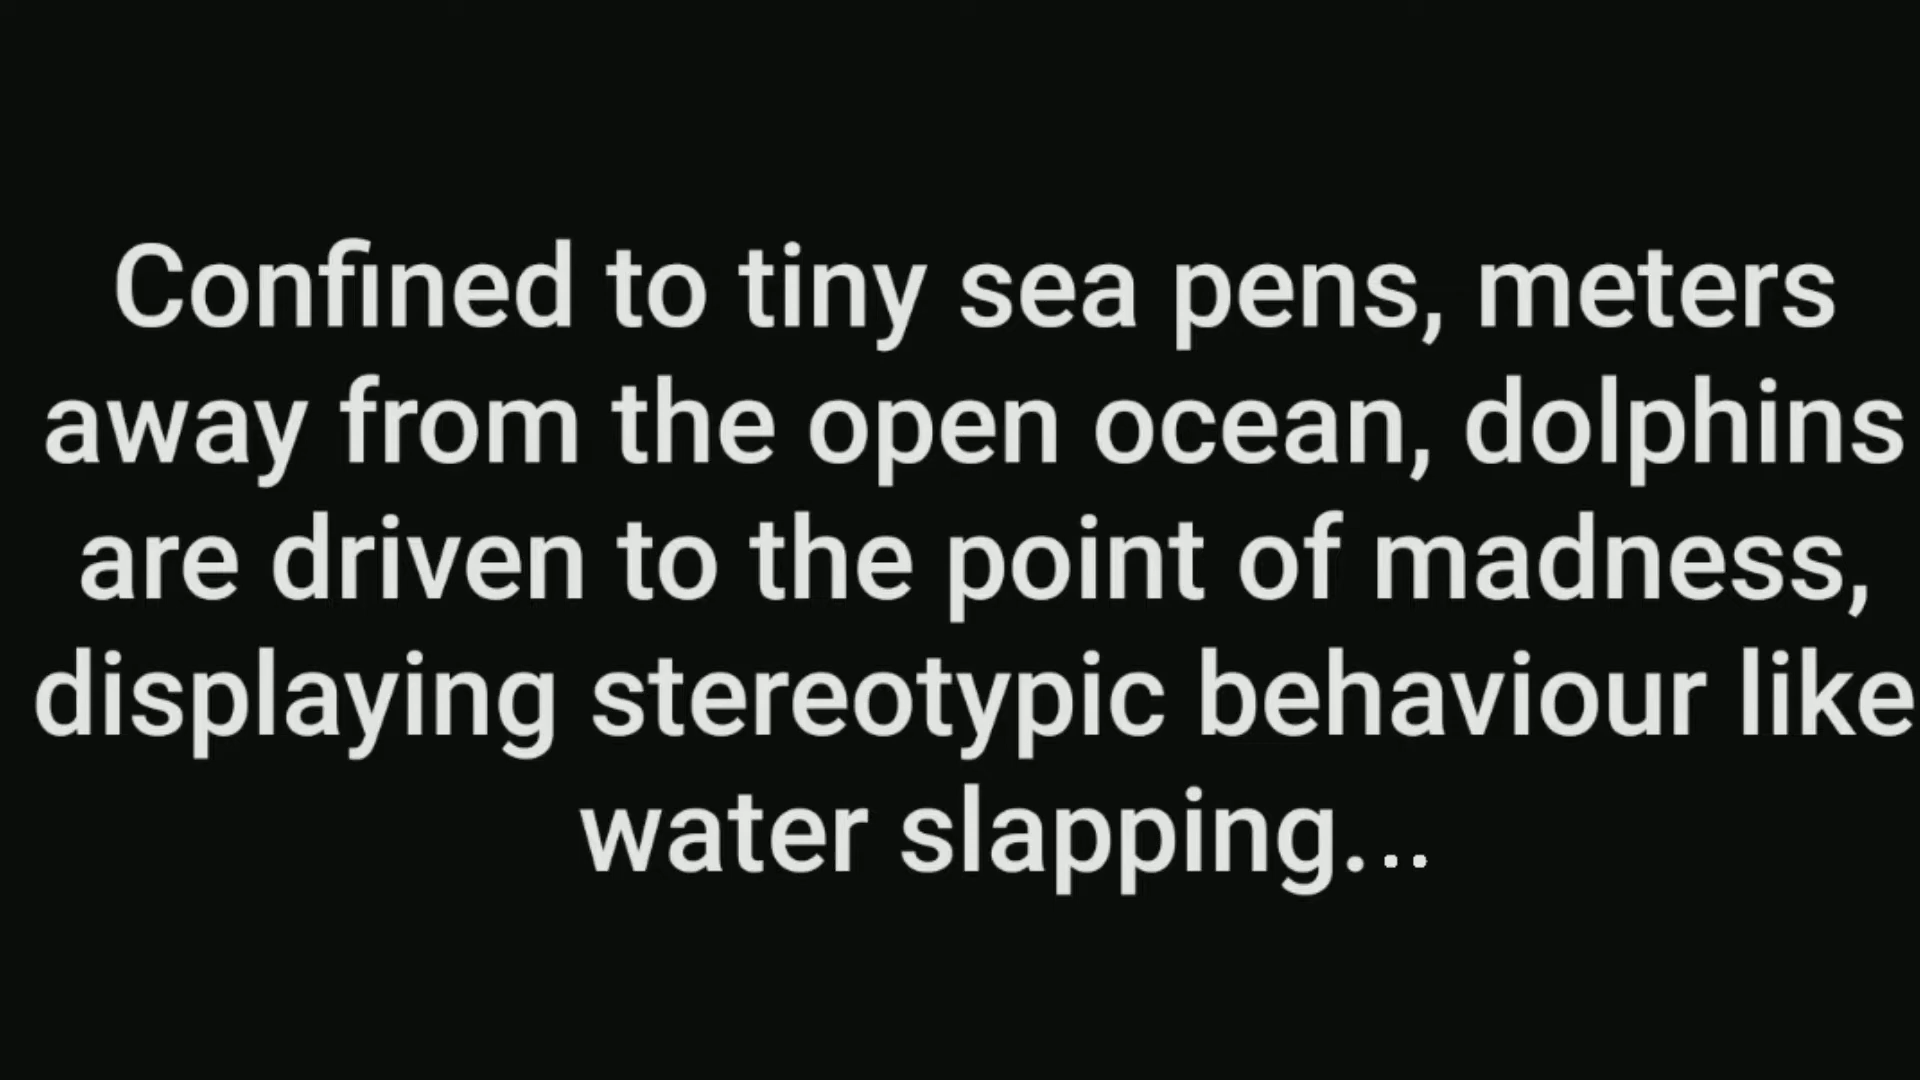 Confined to tiny sea pens, meters
away from the open ocean, dolphins
are driven to the point of madness,
displaying stereotypic behaviour like
water slapping...